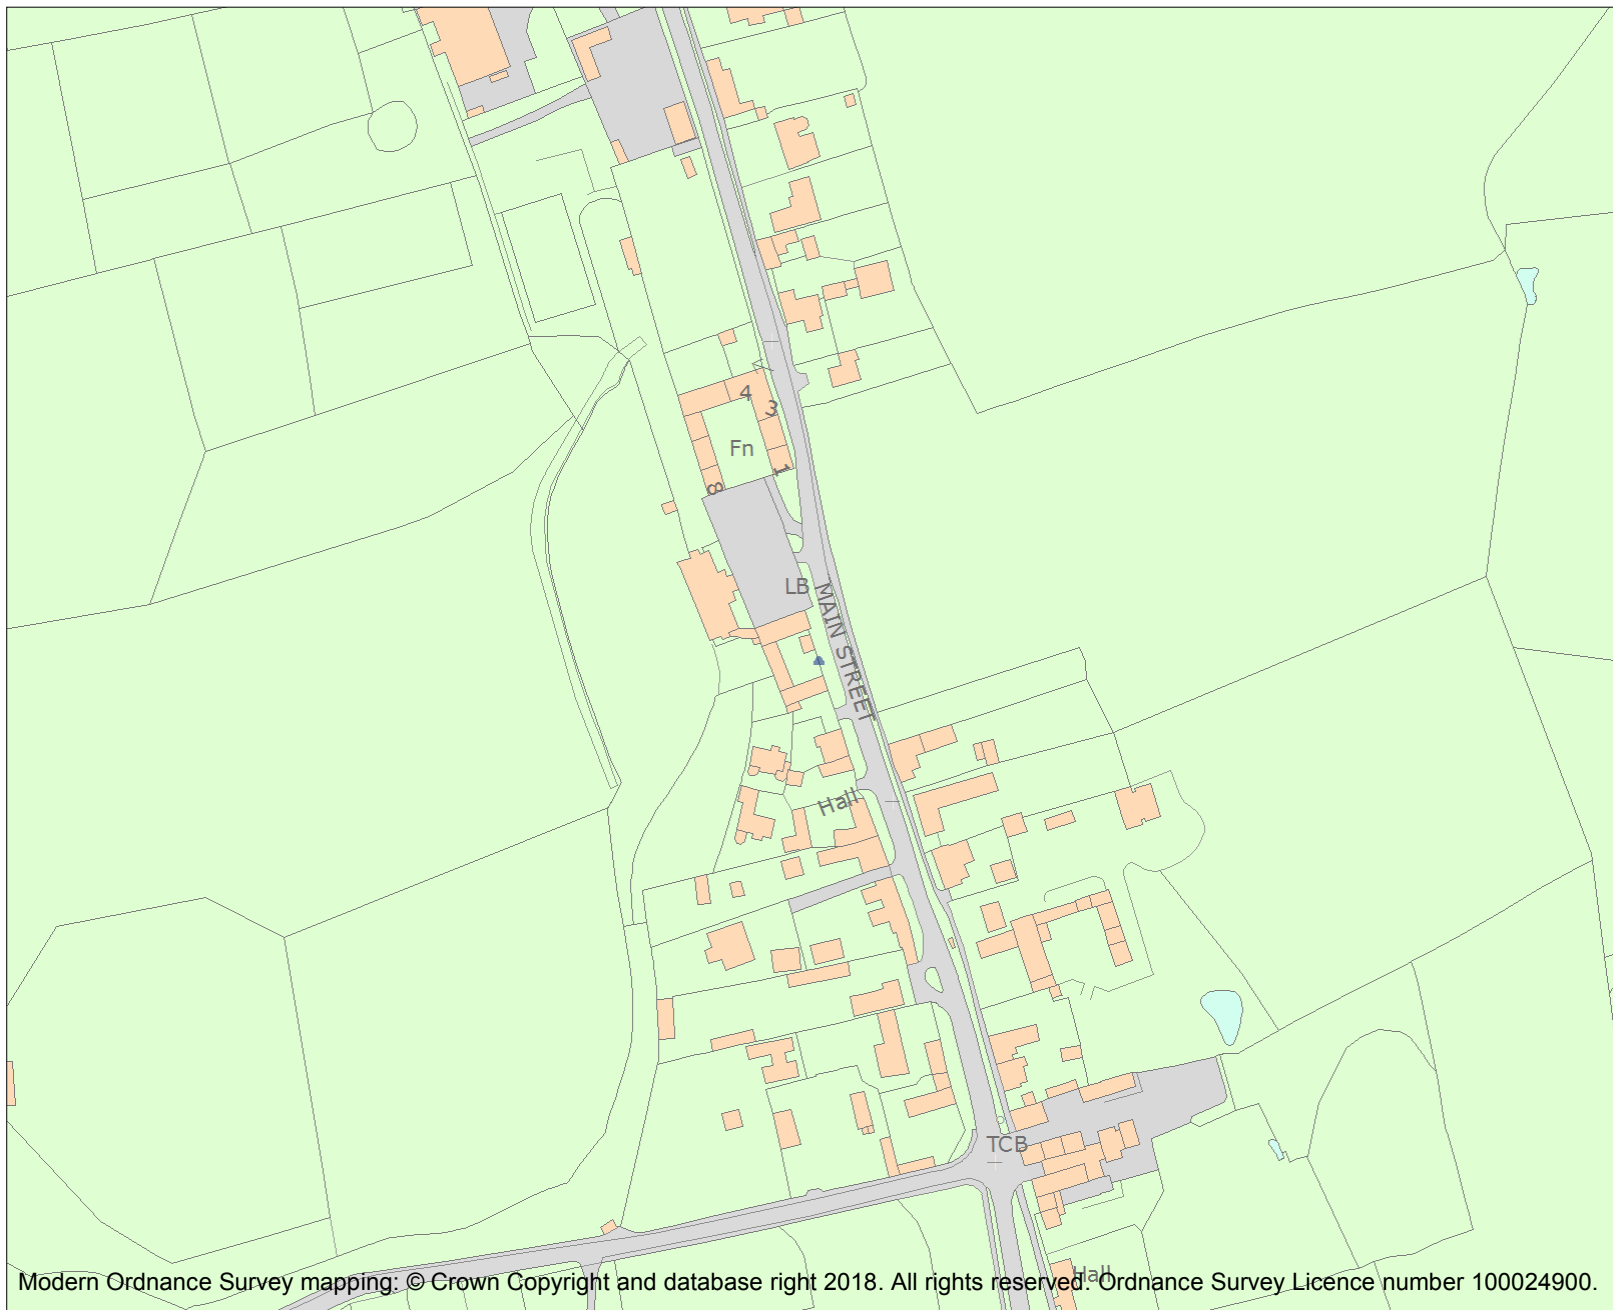 4
3
Fn
1
8
LB
MAIN STREET
Hall
TCB
Hall
Modern Ordnance Survey mapping: © Crown Copyright and database right 2018. All rights reserved. Ordnance Survey Licence number 100024900.